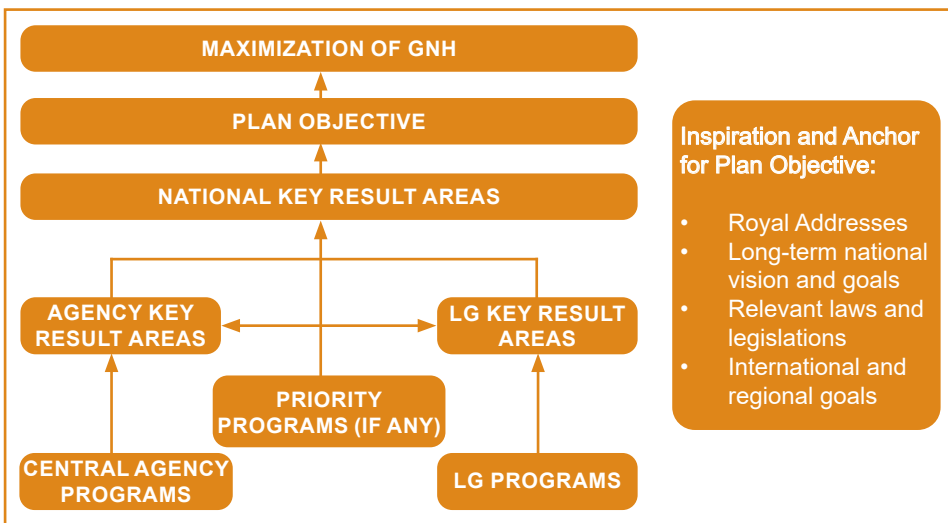 MAXIMIZATION OF GNH
PLAN OBJECTIVE
NATIONAL KEY RESULT AREAS
AGENCY KEY
RESULT AREAS
LG KEY RESULT
AREAS
PRIORITY
PROGRAMS (IF ANY)
CENTRAL AGENCY
PROGRAMS
LG PROGRAMS
Inspiration and Anchor
for Plan Objective:
• Royal Addresses
• Long-term national
vision and goals
• Relevant laws and
legislations
• International and
regional goals